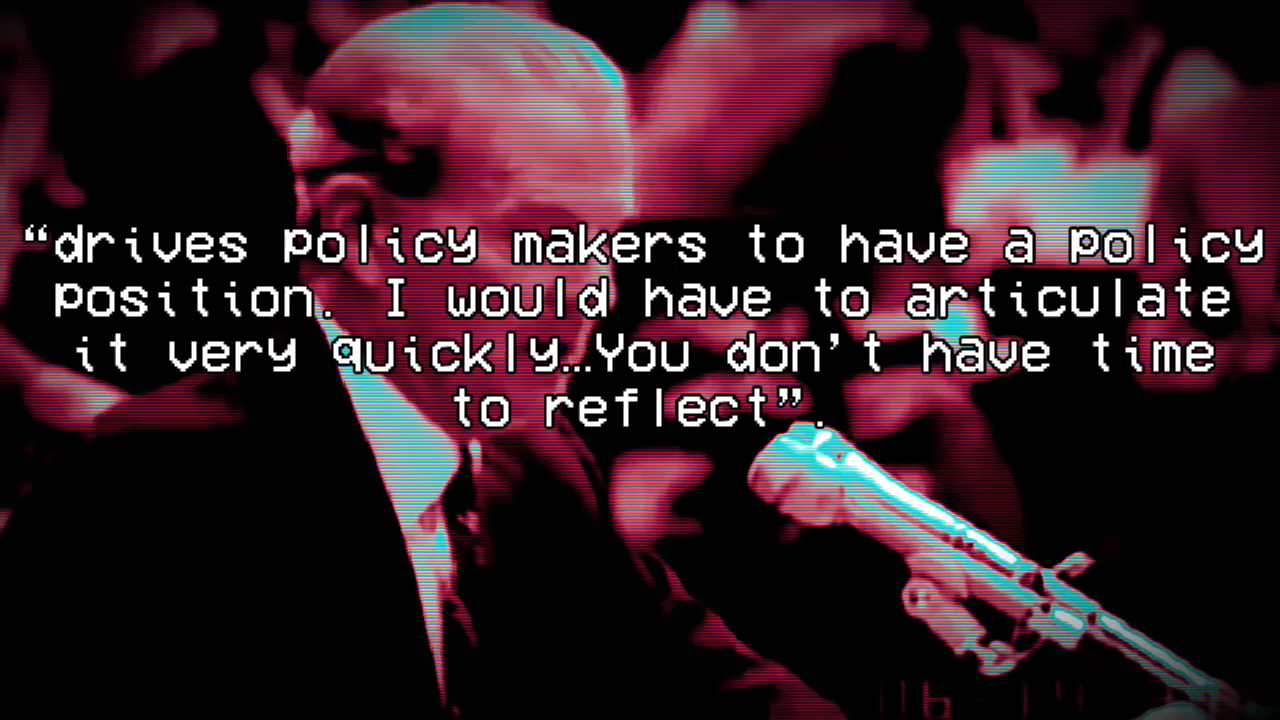 “drives policy makers to have a policy
position. I would have to articulate
it very quickly…You don’t have time
to reflect”.